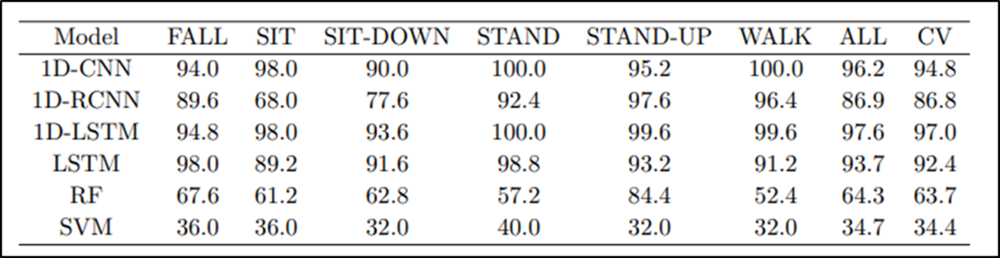 Model FALL SIT SIT-DOWN STAND STAND-UP WALK ALL CV
1D-CNN 94.0 98.0 90.0 100.0 95.2 100.0 96.2 94.8
1D-RCNN 89.6 68.0 77.6 92.4 97.6 96.4 86.9 86.8
1D-LSTM 94.8 98.0 93.6 100.0 99.6 99.6 97.6 97.0
LSTM 98.0 89.2 91.6 98.8 93.2 91.2 93.7 92.4
RF 67.6 61.2 62.8 57.2 84.4 52.4 64.3 63.7
SVM 36.0 36.0 32.0 40.0 32.0 32.0 34.7 34.4